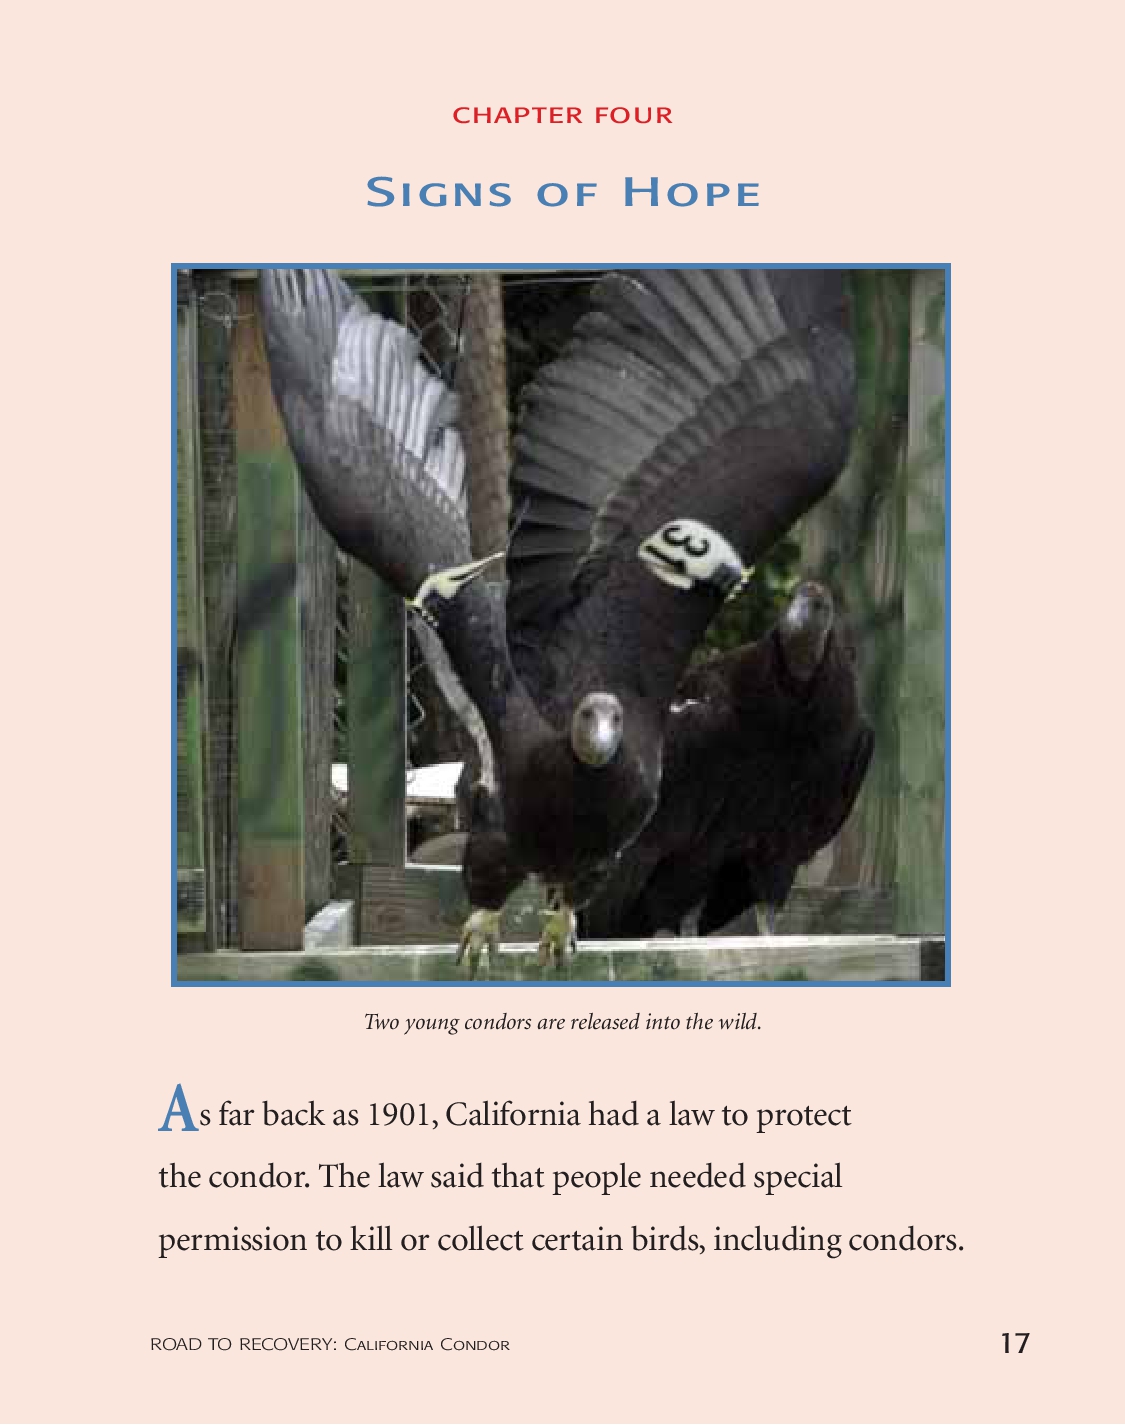 CHAPTER FOUR
Signs of Hope
31
Two young condors are released into the wild.
As far back as 1901, California had a law to protect
the condor. The law said that people needed special
permission to kill or collect certain birds, including condors.
ROAD TO RECOVERY: California Condor
17